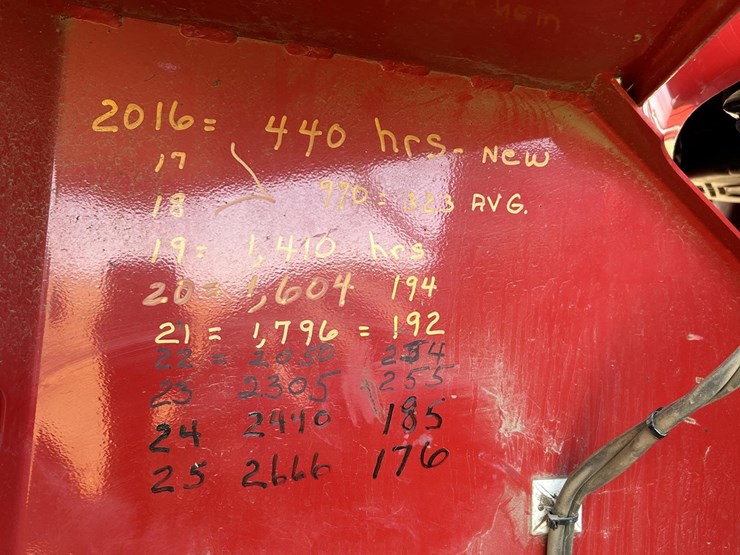 2016= 440 hrs- New
17
18 990= 323 AVG.
19= 1,410 hrs
20= 1,604 194
21= 1,796 = 192
22 = 2050 254
23 2305 =255
24 2490 185
25 2666 176